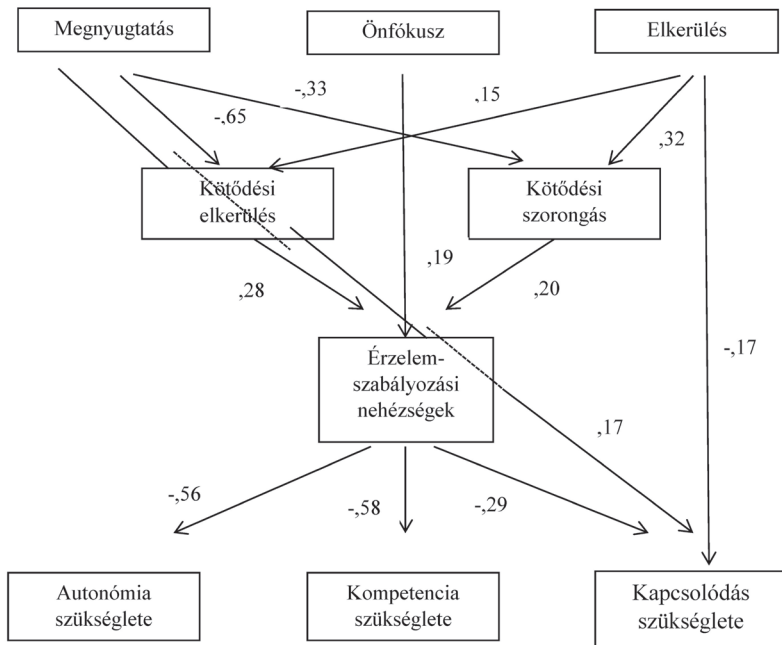 Megnyugtatás
Önfókusz
Elkerülés
-,33
,15
-,65
,32
Kötődési
elkerülés
Kötődési
szorongás
,19
,28
,20
-,17
Érzelem-
szabályozási
nehézségek
,17
-,56
-,58
-,29
Autonómia
szükséglete
Kompetencia
szükséglete
Kapcsolódás
szükséglete